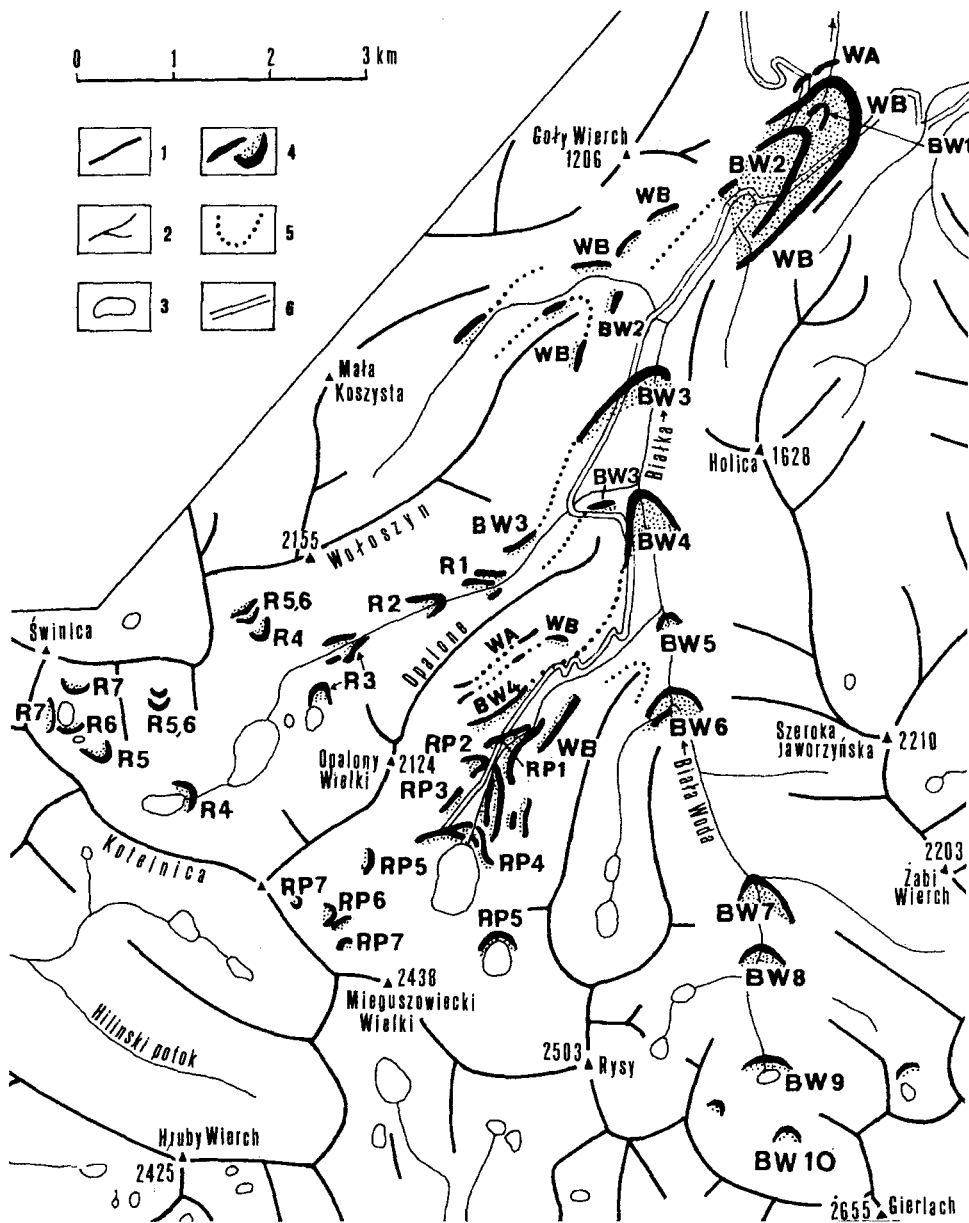 0 1 2 3 km
1
4
2
5
3
6
WA
WB
BW1
Goły Wierch
1206
BW2
WB
WB
WB
BW2
WB
Mała
Koszysta
BW3
Białka
Holica 1628
BW3
BW3
BW4
2155
Wołoszyn
R1
R2
R5,6
R4
Świnica
WA
WB
Opalone
BW5
R3
R7
R7
R6
R5,6
R5
BW4
BW6
WB
Szeroka
Jaworzyńska
2210
RP2
RP1
Opalony
Wielki
2124
RP3
R4
Biała Woda
Kotelnica
RP4
RP5
2203
Żabi
Wierch
RP7
RP6
RP7
RP5
BW7
BW8
2438
Mięguszowiecki
Wielki
Hilinski potok
2503
Rysy
BW9
Hruby Wierch
2425
BW10
2655
Gierlach